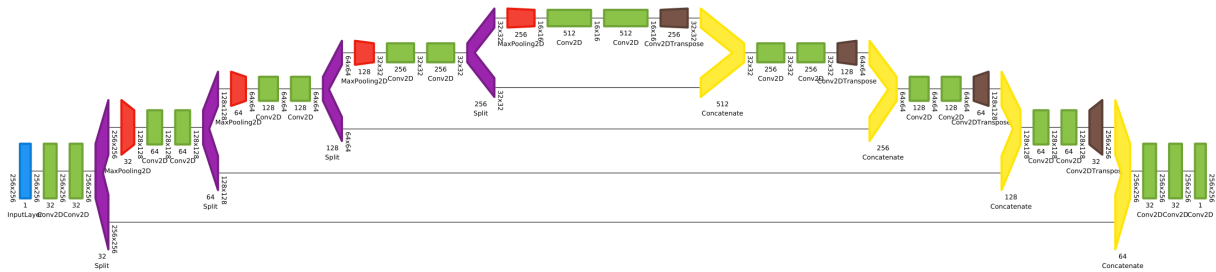 256x256
1
InputLayer
256x256
32
Conv2D
256x256
32
Conv2D
256x256
32
Split
256x256
256x256
32
MaxPooling2D
128x128
64
Conv2D
128x128
64
Conv2D
128x128
64
Split
128x128
128x128
64
MaxPooling2D
64x64
128
Conv2D
64x64
128
Conv2D
64x64
128
Split
64x64
64x64
128
MaxPooling2D
32x32
256
Conv2D
32x32
256
Conv2D
32x32
256
Split
32x32
32x32
256
MaxPooling2D
16x16
512
Conv2D
16x16
512
Conv2D
16x16
256
Conv2DTranspose
32x32
512
Concatenate
32x32
256
Conv2D
32x32
256
Conv2D
32x32
128
Conv2DTranspose
64x64
256
Concatenate
64x64
128
Conv2D
64x64
128
Conv2D
64x64
64
Conv2DTranspose
128x128
128
Concatenate
128x128
64
Conv2D
128x128
64
Conv2D
128x128
32
Conv2DTranspose
256x256
64
Concatenate
256x256
32
Conv2D
256x256
32
Conv2D
256x256
1
Conv2D
256x256